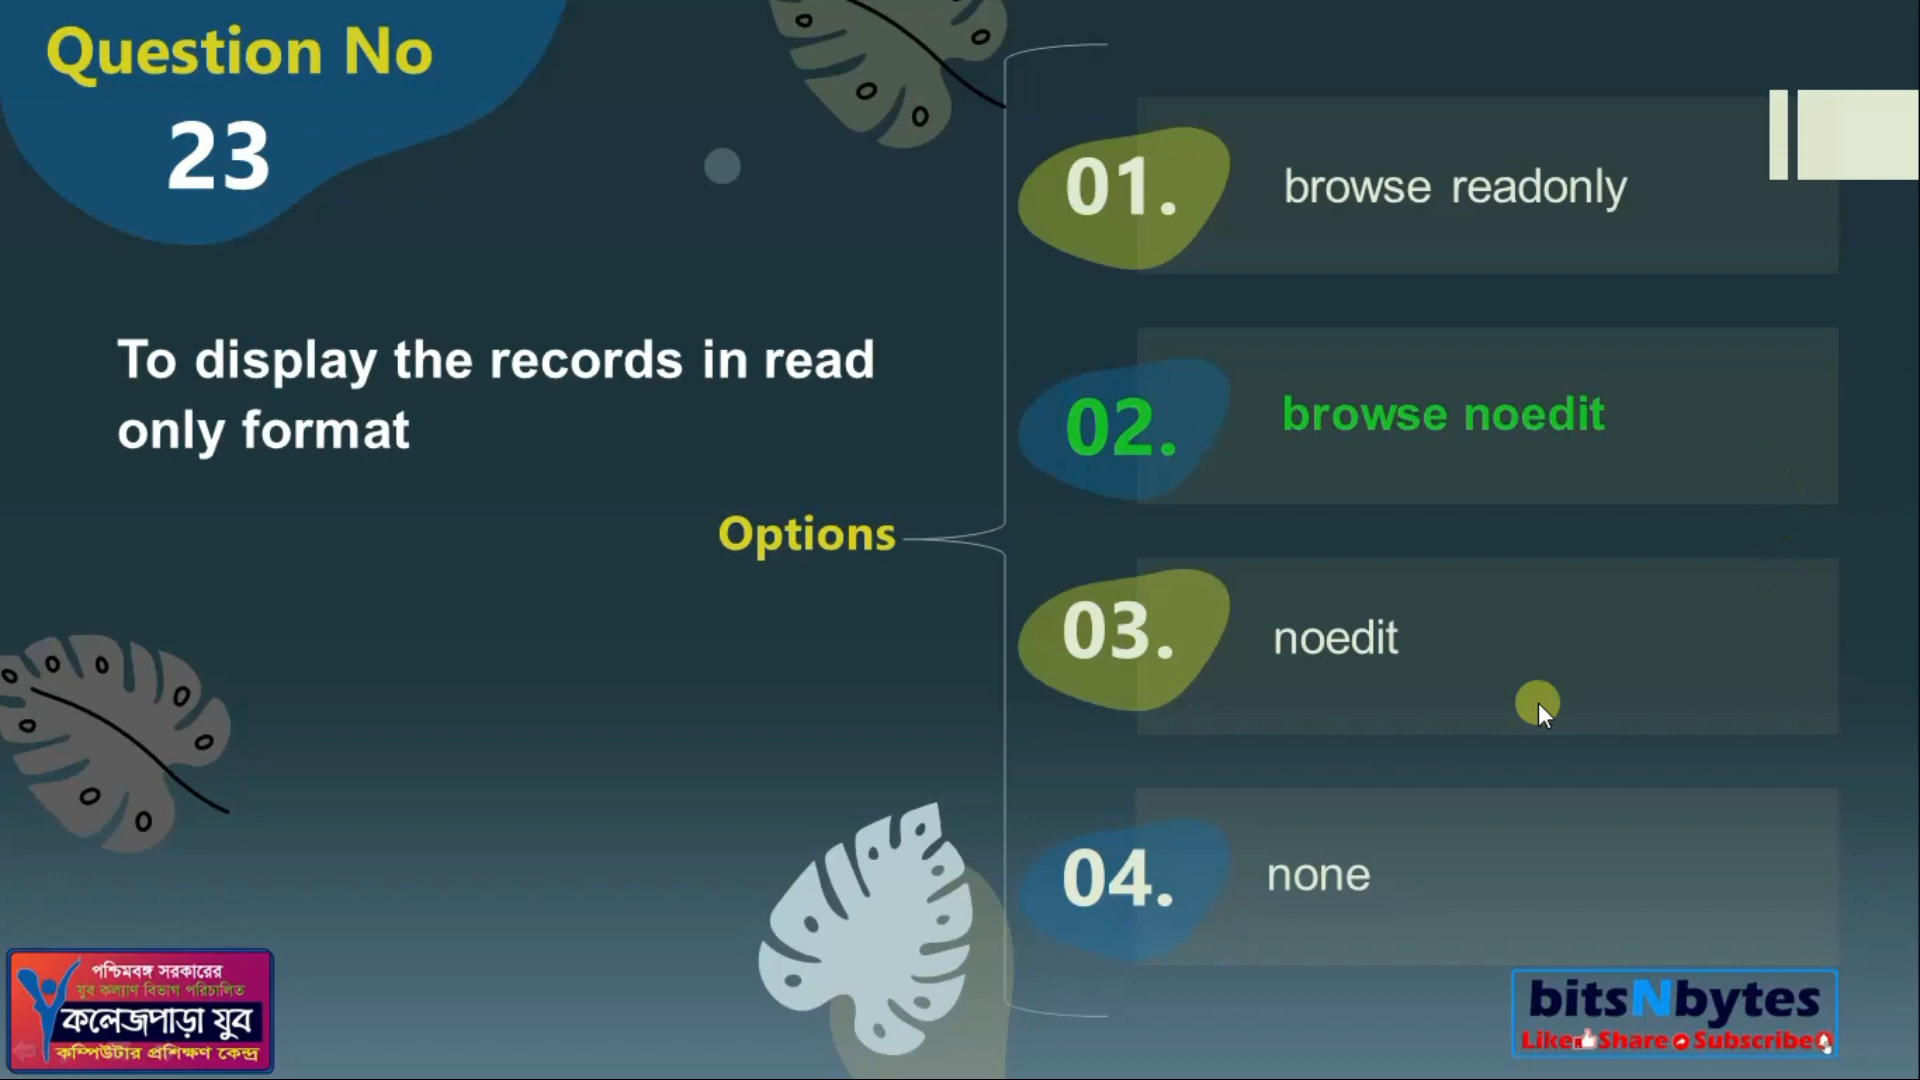 Question No
23
To display the records in read
only format
Options
01.
browse readonly
02.
browse noedit
03.
noedit
04.
none
পশ্চিমবঙ্গ সরকারের
যুব কল্যাণ বিভাগ পরিচালিত
কলেজপাড়া যুব
কম্পিউটার প্রশিক্ষণ কেন্দ্র
bitsNbytes
Like Share Subscribe